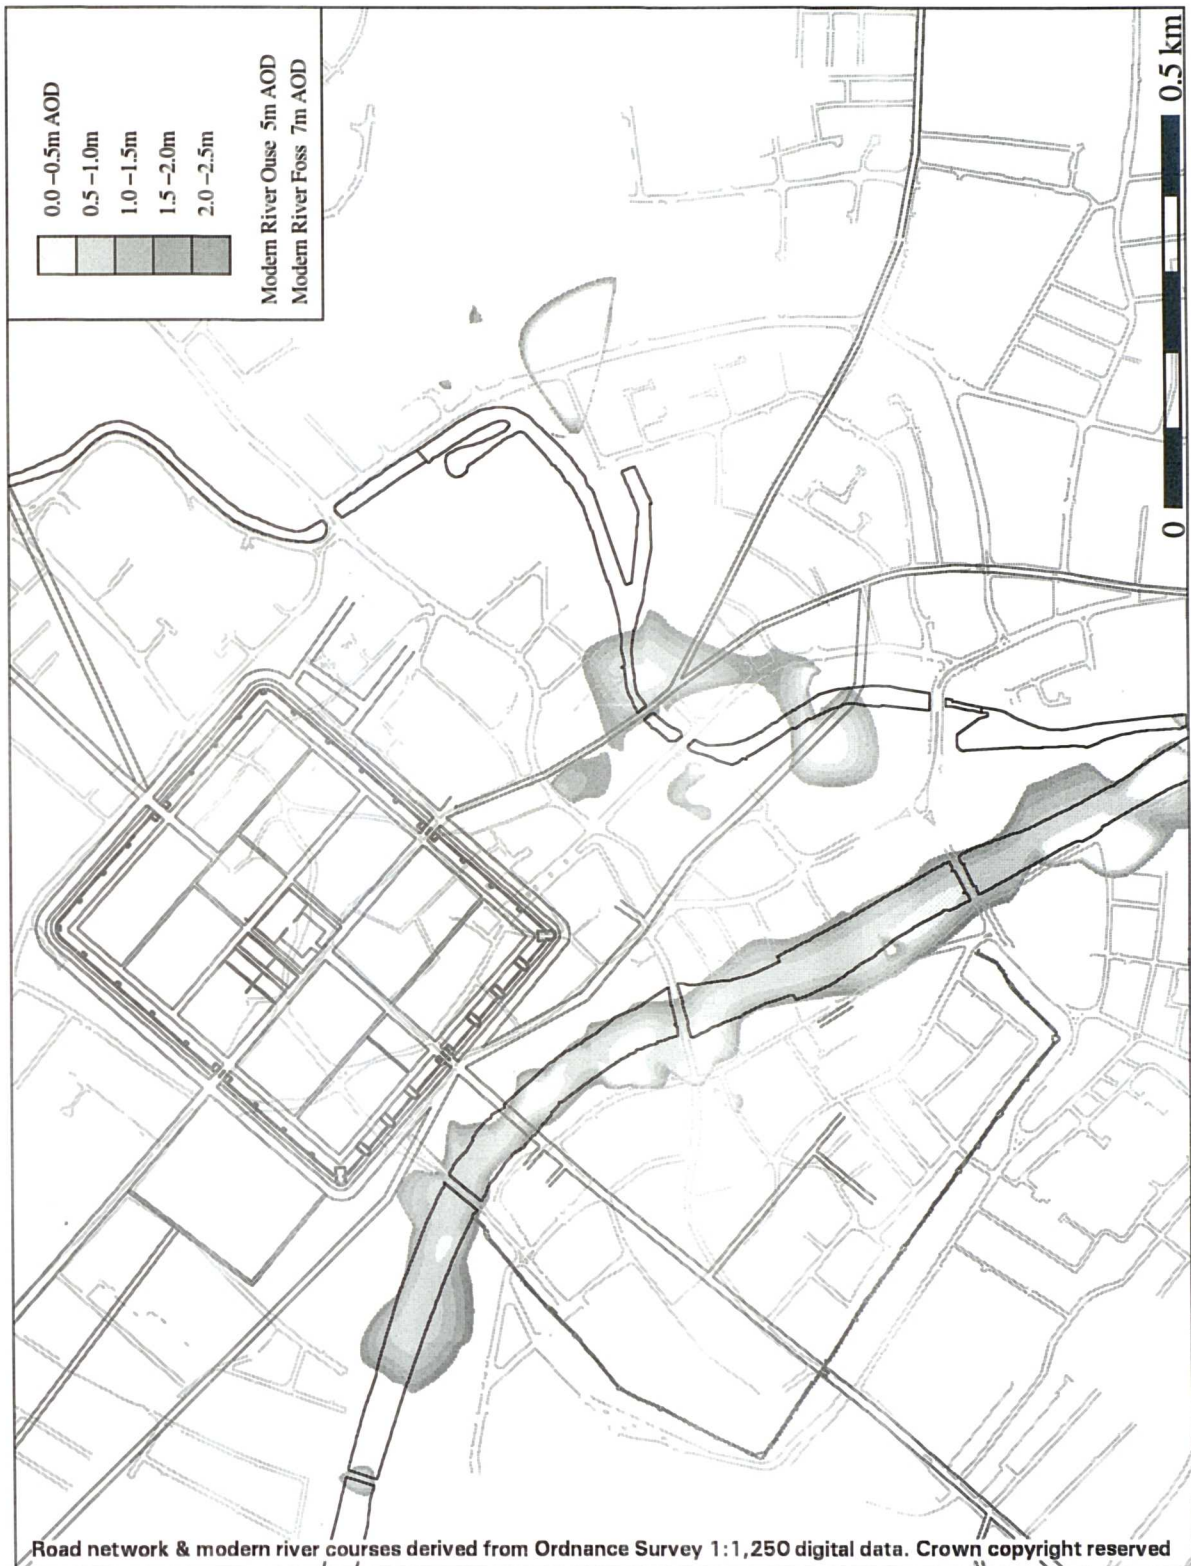 0.0 –0.5m AOD
0.5 –1.0m
1.0 –1.5m
1.5 –2.0m
2.0 –2.5m
Modern River Ouse 5m AOD
Modern River Foss 7m AOD
0
0.5 km
Road network & modern river courses derived from Ordnance Survey 1:1,250 digital data. Crown copyright reserved